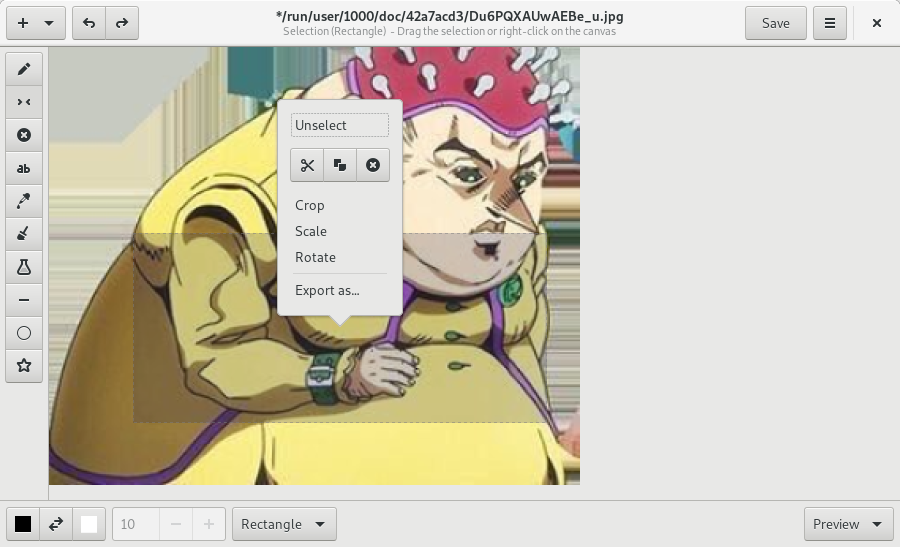 */run/user/1000/doc/42a7acd3/Du6PQXAUwAEBe_u.jpg
Selection (Rectangle) - Drag the selection or right-click on the canvas
Save
ab
Unselect
Crop
Scale
Rotate
Export as...
10
Rectangle
Preview